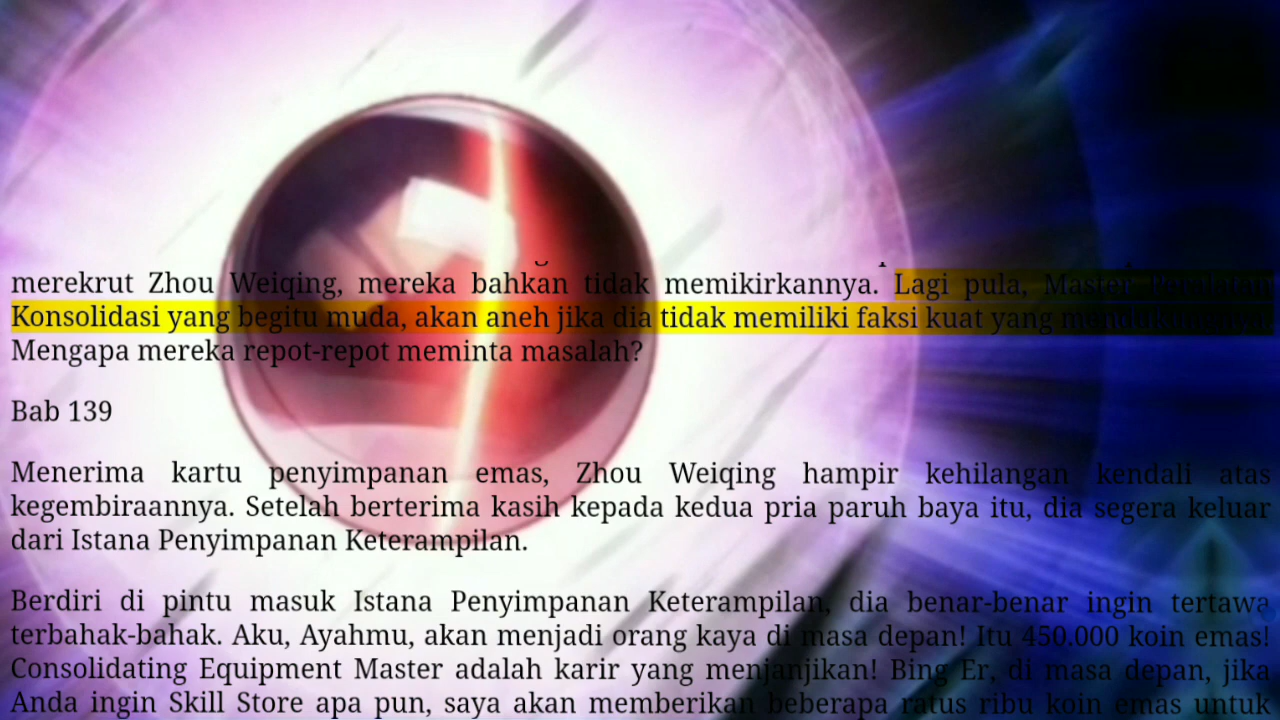 merekrut Zhou Weiqing, mereka bahkan tidak memikirkannya. Lagi pula, Master Peralatan
Konsolidasi yang begitu muda, akan aneh jika dia tidak memiliki faksi kuat yang mendukungnya.
Mengapa mereka repot-repot meminta masalah?
Bab 139
Menerima kartu penyimpanan emas, Zhou Weiqing hampir kehilangan kendali atas
kegembiraannya. Setelah berterima kasih kepada kedua pria paruh baya itu, dia segera keluar
dari Istana Penyimpanan Keterampilan.
Berdiri di pintu masuk Istana Penyimpanan Keterampilan, dia benar-benar ingin tertawa
terbahak-bahak. Aku, Ayahmu, akan menjadi orang kaya di masa depan! Itu 450.000 koin emas!
Consolidating Equipment Master adalah karir yang menjanjikan! Bing Er, di masa depan, jika
Anda ingin Skill Store apa pun, saya akan memberikan beberapa ratus ribu koin emas untuk